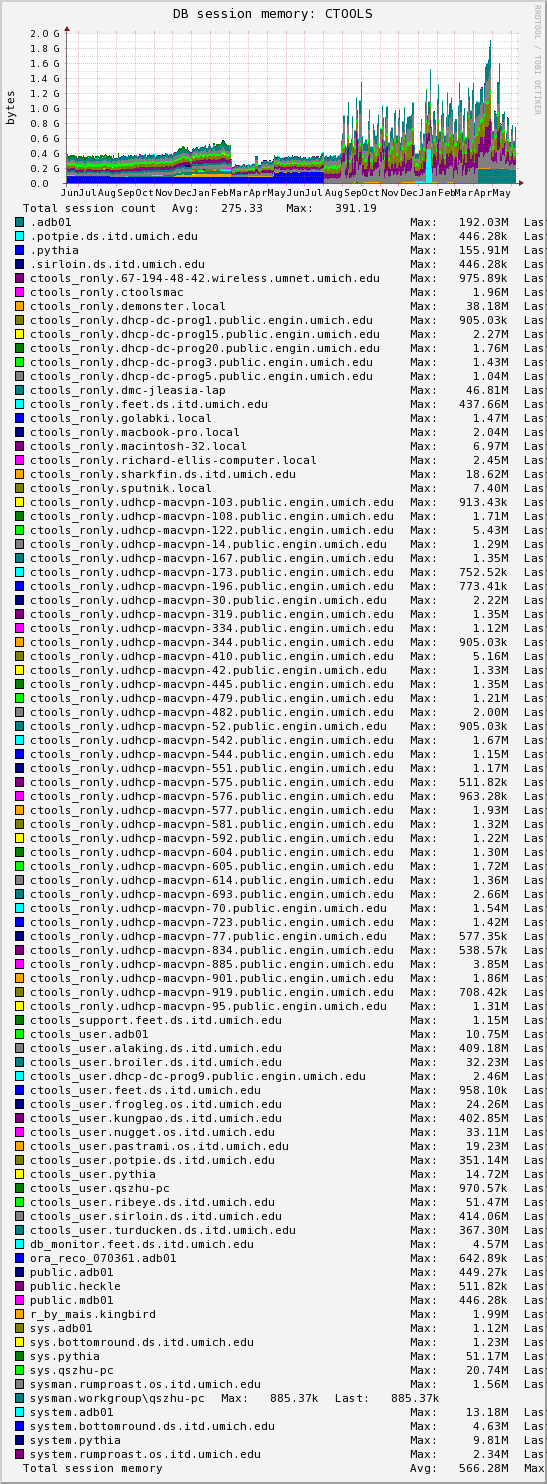 DB session memory: CTOOLS
RRDTOOL / TOBI OETIKER
bytes
2.0 G
1.8 G
1.6 G
1.4 G
1.2 G
1.0 G
0.8 G
0.6 G
0.4 G
0.2 G
0.0
Jun Jul Aug Sep Oct Nov Dec Jan Feb Mar Apr May Jun Jul Aug Sep Oct Nov Dec Jan Feb Mar Apr May
Total session count Avg: 275.33 Max: 391.19
.adb01 Max: 192.03M Las
.potpie.ds.itd.umich.edu Max: 446.28k Las
.pythia Max: 155.91M Las
.sirloin.ds.itd.umich.edu Max: 446.28k Las
ctools_ronly.67-194-48-42.wireless.umnet.umich.edu Max: 975.89k Las
ctools_ronly.ctoolsmac Max: 1.96M Las
ctools_ronly.demonster.local Max: 38.18M Las
ctools_ronly.dhcp-dc-prog1.public.engin.umich.edu Max: 905.03k Las
ctools_ronly.dhcp-dc-prog15.public.engin.umich.edu Max: 2.27M Las
ctools_ronly.dhcp-dc-prog20.public.engin.umich.edu Max: 1.76M Las
ctools_ronly.dhcp-dc-prog3.public.engin.umich.edu Max: 1.43M Las
ctools_ronly.dhcp-dc-prog5.public.engin.umich.edu Max: 1.04M Las
ctools_ronly.dmc-jleasia-lap Max: 46.81M Las
ctools_ronly.feet.ds.itd.umich.edu Max: 437.66M Las
ctools_ronly.golabki.local Max: 1.47M Las
ctools_ronly.macbook-pro.local Max: 2.04M Las
ctools_ronly.macintosh-32.local Max: 6.97M Las
ctools_ronly.richard-ellis-computer.local Max: 2.45M Las
ctools_ronly.sharkfin.ds.itd.umich.edu Max: 18.62M Las
ctools_ronly.sputnik.local Max: 7.40M Las
ctools_ronly.udhcp-macvpn-103.public.engin.umich.edu Max: 913.43k Las
ctools_ronly.udhcp-macvpn-108.public.engin.umich.edu Max: 1.71M Las
ctools_ronly.udhcp-macvpn-122.public.engin.umich.edu Max: 5.43M Las
ctools_ronly.udhcp-macvpn-14.public.engin.umich.edu Max: 1.29M Las
ctools_ronly.udhcp-macvpn-167.public.engin.umich.edu Max: 1.35M Las
ctools_ronly.udhcp-macvpn-173.public.engin.umich.edu Max: 752.52k Las
ctools_ronly.udhcp-macvpn-196.public.engin.umich.edu Max: 773.41k Las
ctools_ronly.udhcp-macvpn-30.public.engin.umich.edu Max: 2.22M Las
ctools_ronly.udhcp-macvpn-319.public.engin.umich.edu Max: 1.35M Las
ctools_ronly.udhcp-macvpn-334.public.engin.umich.edu Max: 1.12M Las
ctools_ronly.udhcp-macvpn-344.public.engin.umich.edu Max: 905.03k Las
ctools_ronly.udhcp-macvpn-410.public.engin.umich.edu Max: 5.16M Las
ctools_ronly.udhcp-macvpn-42.public.engin.umich.edu Max: 1.33M Las
ctools_ronly.udhcp-macvpn-445.public.engin.umich.edu Max: 1.35M Las
ctools_ronly.udhcp-macvpn-479.public.engin.umich.edu Max: 1.21M Las
ctools_ronly.udhcp-macvpn-482.public.engin.umich.edu Max: 2.00M Las
ctools_ronly.udhcp-macvpn-52.public.engin.umich.edu Max: 905.03k Las
ctools_ronly.udhcp-macvpn-542.public.engin.umich.edu Max: 1.67M Las
ctools_ronly.udhcp-macvpn-544.public.engin.umich.edu Max: 1.15M Las
ctools_ronly.udhcp-macvpn-551.public.engin.umich.edu Max: 1.17M Las
ctools_ronly.udhcp-macvpn-575.public.engin.umich.edu Max: 511.82k Las
ctools_ronly.udhcp-macvpn-576.public.engin.umich.edu Max: 963.28k Las
ctools_ronly.udhcp-macvpn-577.public.engin.umich.edu Max: 1.93M Las
ctools_ronly.udhcp-macvpn-581.public.engin.umich.edu Max: 1.32M Las
ctools_ronly.udhcp-macvpn-592.public.engin.umich.edu Max: 1.22M Las
ctools_ronly.udhcp-macvpn-604.public.engin.umich.edu Max: 1.30M Las
ctools_ronly.udhcp-macvpn-605.public.engin.umich.edu Max: 1.72M Las
ctools_ronly.udhcp-macvpn-614.public.engin.umich.edu Max: 1.36M Las
ctools_ronly.udhcp-macvpn-693.public.engin.umich.edu Max: 2.66M Las
ctools_ronly.udhcp-macvpn-70.public.engin.umich.edu Max: 1.54M Las
ctools_ronly.udhcp-macvpn-723.public.engin.umich.edu Max: 1.42M Las
ctools_ronly.udhcp-macvpn-77.public.engin.umich.edu Max: 577.35k Las
ctools_ronly.udhcp-macvpn-834.public.engin.umich.edu Max: 538.57k Las
ctools_ronly.udhcp-macvpn-885.public.engin.umich.edu Max: 3.85M Las
ctools_ronly.udhcp-macvpn-901.public.engin.umich.edu Max: 1.86M Las
ctools_ronly.udhcp-macvpn-919.public.engin.umich.edu Max: 708.42k Las
ctools_ronly.udhcp-macvpn-95.public.engin.umich.edu Max: 1.31M Las
ctools_support.feet.ds.itd.umich.edu Max: 1.15M Las
ctools_user.adb01 Max: 10.75M Las
ctools_user.alaking.ds.itd.umich.edu Max: 409.18M Las
ctools_user.broiler.ds.itd.umich.edu Max: 32.23M Las
ctools_user.dhcp-dc-prog9.public.engin.umich.edu Max: 2.46M Las
ctools_user.feet.ds.itd.umich.edu Max: 958.10k Las
ctools_user.frogleg.os.itd.umich.edu Max: 24.26M Las
ctools_user.kungpao.ds.itd.umich.edu Max: 402.85M Las
ctools_user.nugget.os.itd.umich.edu Max: 33.11M Las
ctools_user.pastrami.os.itd.umich.edu Max: 19.23M Las
ctools_user.potpie.ds.itd.umich.edu Max: 351.14M Las
ctools_user.pythia Max: 14.72M Las
ctools_user.qszhu-pc Max: 970.57k Las
ctools_user.ribeye.ds.itd.umich.edu Max: 51.47M Las
ctools_user.sirloin.ds.itd.umich.edu Max: 414.06M Las
ctools_user.turducken.ds.itd.umich.edu Max: 367.30M Las
db_monitor.feet.ds.itd.umich.edu Max: 4.57M Las
ora_reco_070361.adb01 Max: 642.89k Las
public.adb01 Max: 449.27k Las
public.heckle Max: 511.82k Las
public.mdb01 Max: 446.28k Las
r_by_mais.kingbird Max: 1.99M Las
sys.adb01 Max: 1.12M Las
sys.bottomround.ds.itd.umich.edu Max: 1.23M Las
sys.pythia Max: 51.17M Las
sys.qszhu-pc Max: 20.74M Las
sysman.rumproast.os.itd.umich.edu Max: 1.56M Las
sysman.workgroup\qszhu-pc Max: 885.37k Last: 885.37k
system.adb01 Max: 13.18M Las
system.bottomround.ds.itd.umich.edu Max: 4.63M Las
system.pythia Max: 9.81M Las
system.rumproast.os.itd.umich.edu Max: 2.34M Las
Total session memory Avg: 566.28M Max